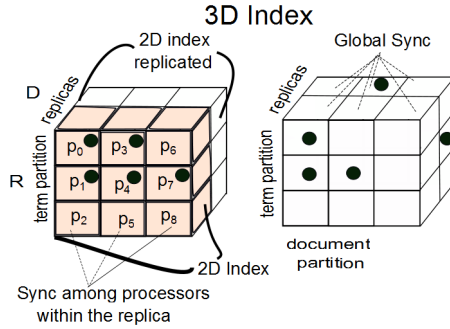 3D Index
2D index
replicated
Global Sync
D
replicas
replicas
R
term partition
term partition
p0
p3
p6
p1
p4
p7
p2
p5
p8
2D Index
document
partition
Sync among processors
within the replica